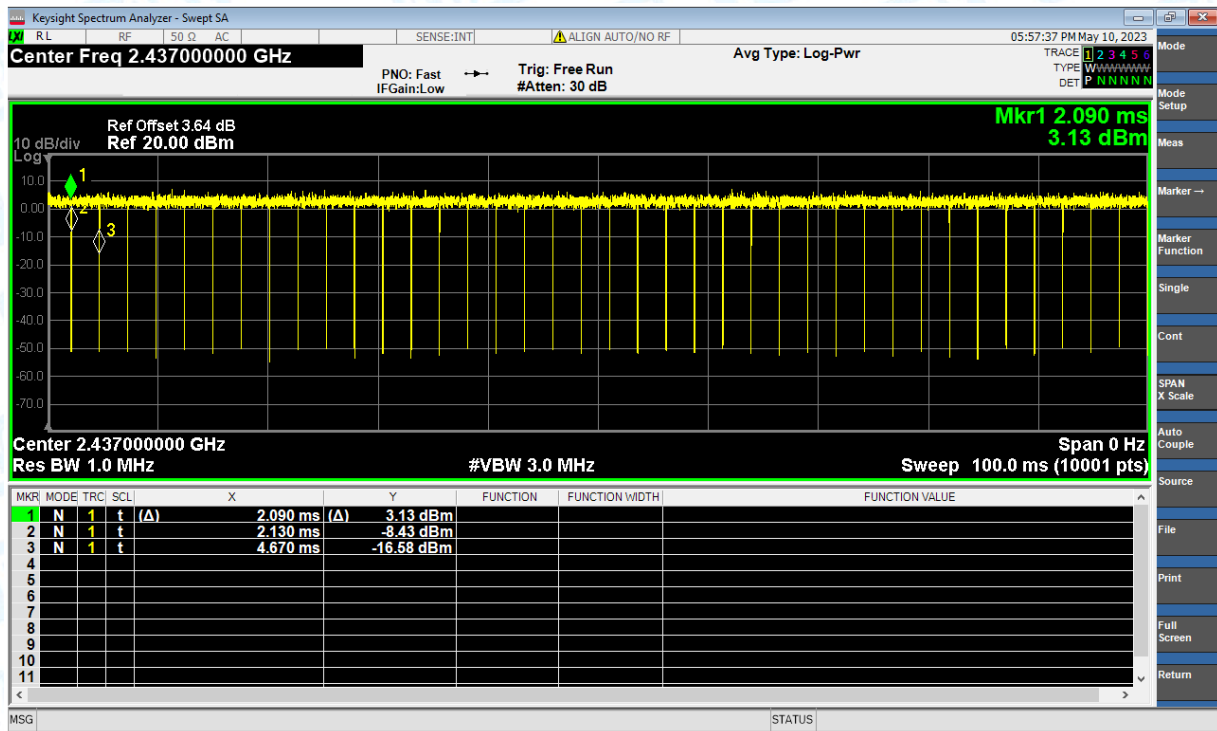 Keysight Spectrum Analyzer - Swept SA
LXI RL RF 50 Ω AC SENSE:INT ALIGN AUTO/NO RF 05:57:37 PM May 10, 2023
Center Freq 2.437000000 GHz
Avg Type: Log-Pwr
TRACE 1 2 3 4 5 6
TYPE WWWWWW
DET P N N N N N
PNO: Fast
IFGain:Low
Trig: Free Run
#Atten: 30 dB
Mkr1 2.090 ms
3.13 dBm
Ref Offset 3.64 dB
10 dB/div Ref 20.00 dBm
Log
1
10.0
0.00
2
3
-10.0
-20.0
-30.0
-40.0
-50.0
-60.0
-70.0
Center 2.437000000 GHz Span 0 Hz
Res BW 1.0 MHz #VBW 3.0 MHz Sweep 100.0 ms (10001 pts)
MKR MODE TRC SCL X Y FUNCTION FUNCTION WIDTH FUNCTION VALUE
1 N 1 t (Δ) 2.090 ms (Δ) 3.13 dBm
2 N 1 t 2.130 ms -8.43 dBm
3 N 1 t 4.670 ms -16.58 dBm
4
5
6
7
8
9
10
11
MSG STATUS
Mode
Mode
Setup
Meas
Marker →
Marker
Function
Single
Cont
SPAN
X Scale
Auto
Couple
Source
File
Print
Full
Screen
Return